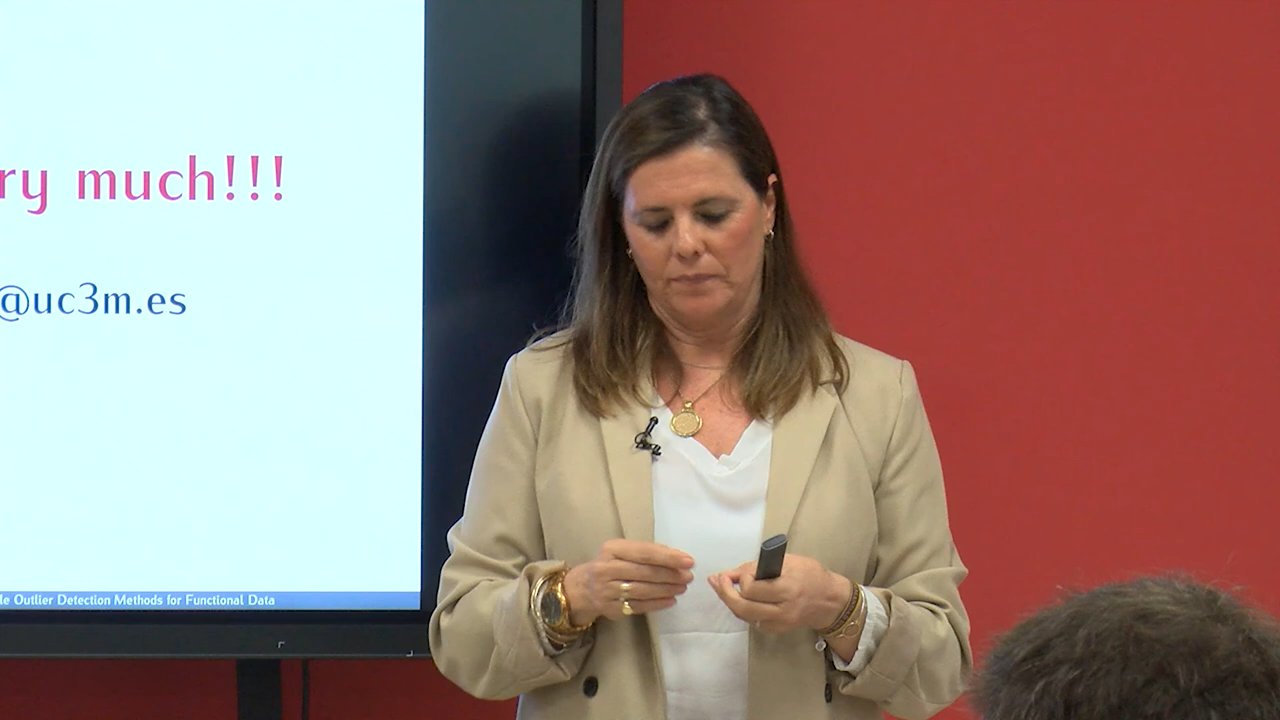 ry much!!!
@uc3m.es
le Outlier Detection Methods for Functional Data